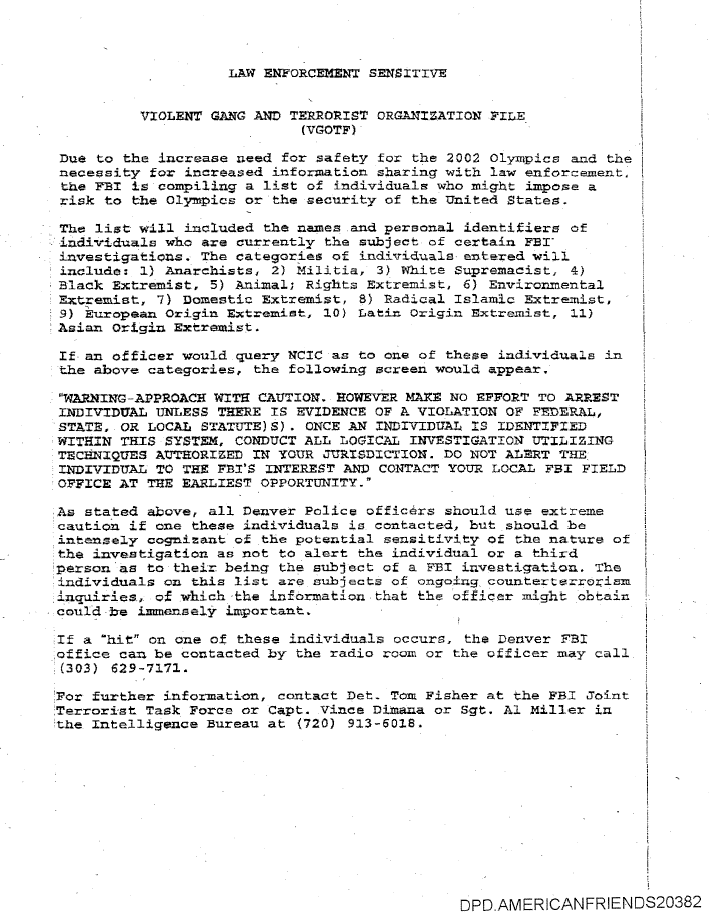 LAW ENFORCEMENT SENSITIVE
VIOLENT GANG AND TERRORIST ORGANIZATION FILE
(VGOTF)
Due to the increase need for safety for the 2002 Olympics and the
necessity for increased information sharing with law enforcement,
the FBI is compiling a list of individuals who might impose a
risk to the Olympics or the security of the United States.
The list will included the names and personal identifiers of
individuals who are currently the subject of certain FBI
investigations. The categories of individuals entered will
include: 1) Anarchists, 2) Militia, 3) White Supremacist, 4)
Black Extremist, 5) Animal; Rights Extremist, 6) Environmental
Extremist, 7) Domestic Extremist, 8) Radical Islamic Extremist,
9) European Origin Extremist, 10) Latin Origin Extremist, 11)
Asian Origin Extremist.
If an officer would query NCIC as to one of these individuals in
the above categories, the following screen would appear.
"WARNING-APPROACH WITH CAUTION. HOWEVER MAKE NO EFFORT TO ARREST
INDIVIDUAL UNLESS THERE IS EVIDENCE OF A VIOLATION OF FEDERAL,
STATE, OR LOCAL STATUTE)S). ONCE AN INDIVIDUAL IS IDENTIFIED
WITHIN THIS SYSTEM, CONDUCT ALL LOGICAL INVESTIGATION UTILIZING
TECHNIQUES AUTHORIZED IN YOUR JURISDICTION. DO NOT ALERT THE
INDIVIDUAL TO THE FBI'S INTEREST AND CONTACT YOUR LOCAL FBI FIELD
OFFICE AT THE EARLIEST OPPORTUNITY."
As stated above, all Denver Police officers should use extreme
caution if one these individuals is contacted, but should be
intensely cognizant of the potential sensitivity of the nature of
the investigation as not to alert the individual or a third
person as to their being the subject of a FBI investigation. The
individuals on this list are subjects of ongoing counterterrorism
inquiries, of which the information that the officer might obtain
could be immensely important.
If a "hit" on one of these individuals occurs, the Denver FBI
office can be contacted by the radio room or the officer may call
(303) 629-7171.
For further information, contact Det. Tom Fisher at the FBI Joint
Terrorist Task Force or Capt. Vince Dimana or Sgt. Al Miller in
the Intelligence Bureau at (720) 913-6018.
DPD.AMERICANFRIENDS20382